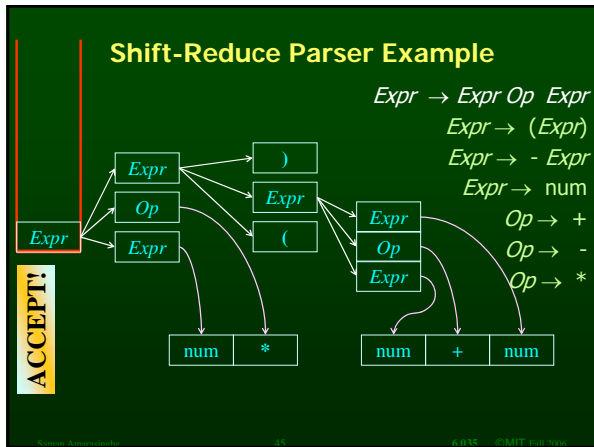 Shift-Reduce Parser Example
Expr → Expr Op Expr
Expr → (Expr)
Expr → - Expr
Expr → num
Op → +
Op → -
Op → *
)
Expr
Expr
Op
(
Expr
Expr
Op
Expr
Expr
ACCEPT!
num * num + num
Saman Amarasinghe 45 6.035 ©MIT Fall 2006